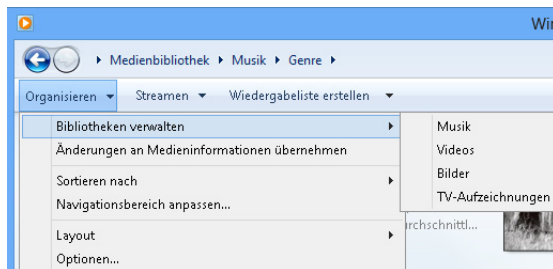 Medienbibliothek Musik Genre
Organisieren Streamen Wiedergabeliste erstellen
Bibliotheken verwalten
Musik
Änderungen an Medieninformationen übernehmen
Videos
Bilder
Sortieren nach
TV-Aufzeichnungen
Navigationsbereich anpassen...
Layout
Optionen...